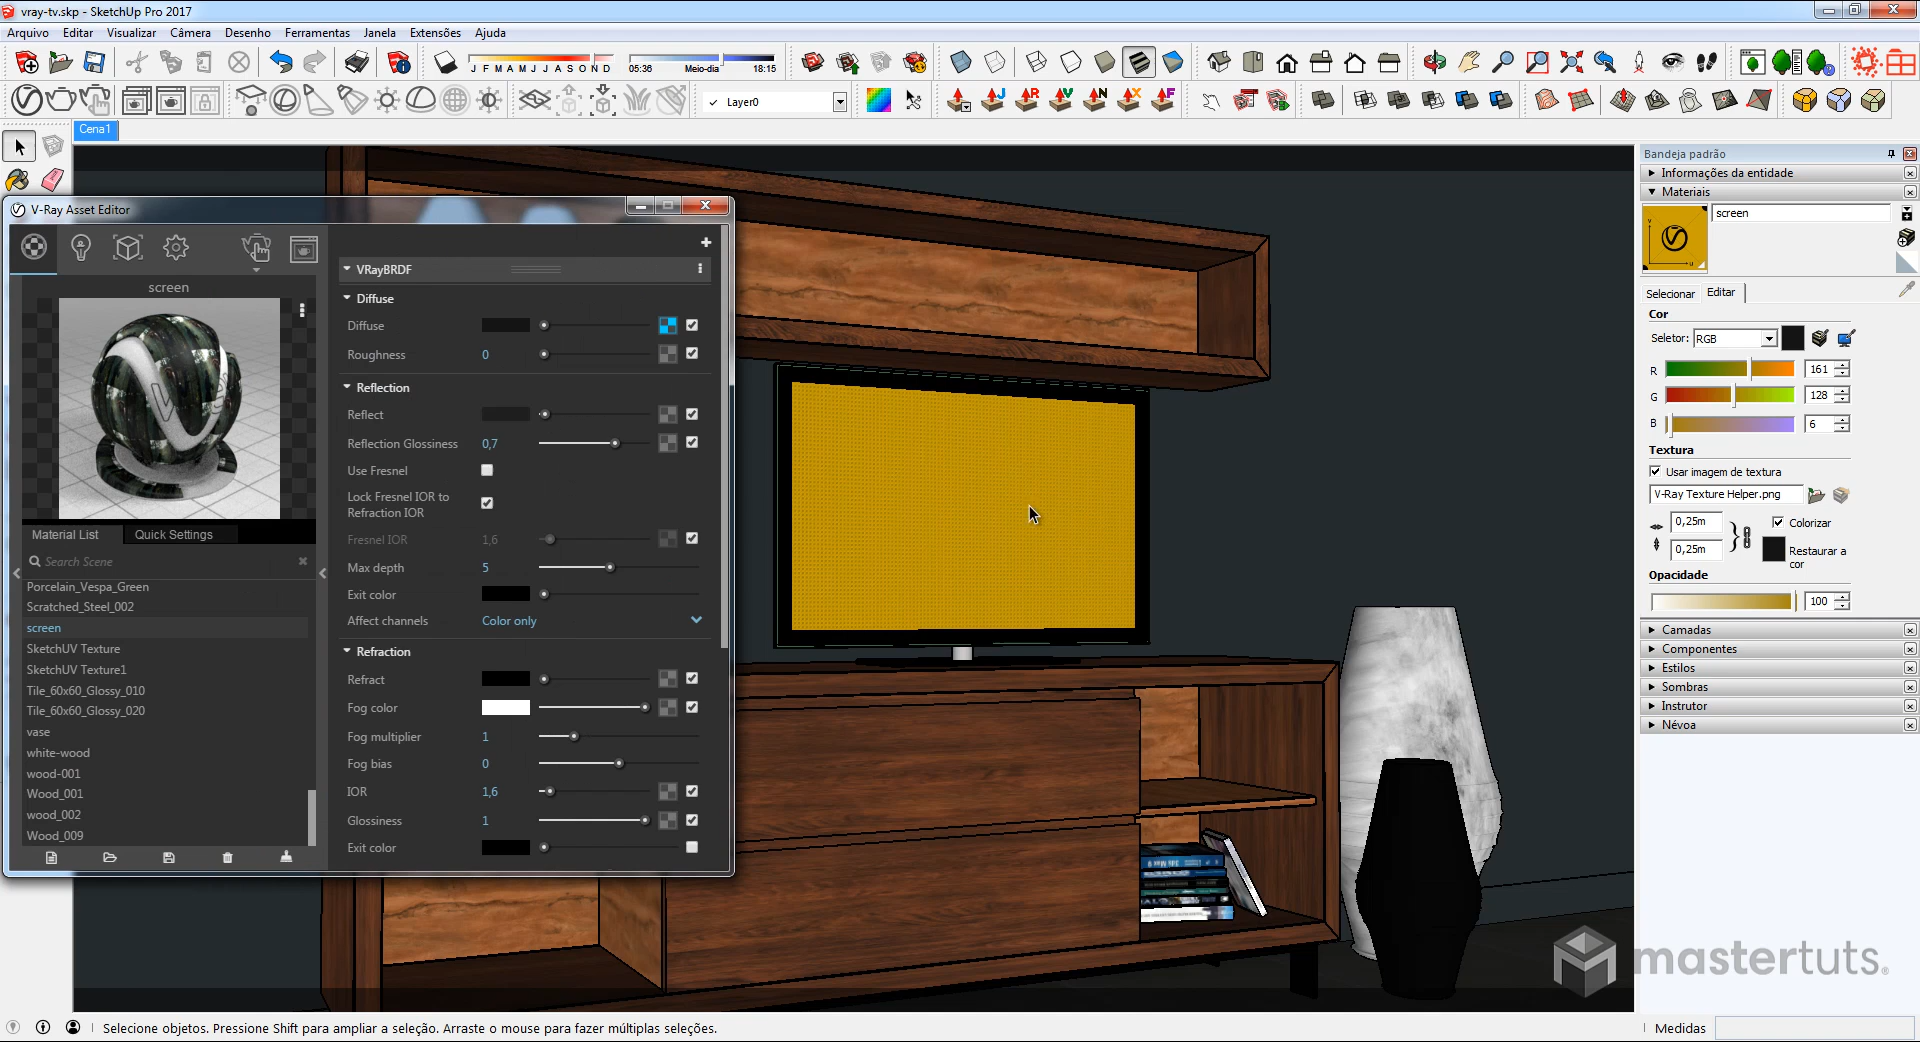 vray-tv.skp - SketchUp Pro 2017
Arquivo Editar Visualizar Câmera Desenho Ferramentas Janela Extensões Ajuda
J F M A M J J A S O N D
05:36 Meio-dia 18:15
Layer0
Cena1
V-Ray Asset Editor
screen
Material List Quick Settings
Search Scene
Porcelain_Vespa_Green
Scratched_Steel_002
screen
SketchUV Texture
SketchUV Texture1
Tile_60x60_Glossy_010
Tile_60x60_Glossy_020
vase
white-wood
wood-001
Wood_001
wood_002
Wood_009
VRayBRDF
Diffuse
Diffuse
Roughness 0
Reflection
Reflect
Reflection Glossiness 0,7
Use Fresnel
Lock Fresnel IOR to
Refraction IOR
Fresnel IOR 1,6
Max depth 5
Exit color
Affect channels Color only
Refraction
Refract
Fog color
Fog multiplier 1
Fog bias 0
IOR 1,6
Glossiness 1
Exit color
Bandeja padrão
Informações da entidade
Materiais
screen
Selecionar Editar
Cor
Seletor: RGB
R 161
G 128
B 6
Textura
Usar imagem de textura
V-Ray Texture Helper.png
0,25m Colorizar
0,25m Restaurar a
cor
Opacidade
100
Camadas
Componentes
Estilos
Sombras
Instrutor
Névoa
mastertuts®
Selecione objetos. Pressione Shift para ampliar a seleção. Arraste o mouse para fazer múltiplas seleções.
Medidas